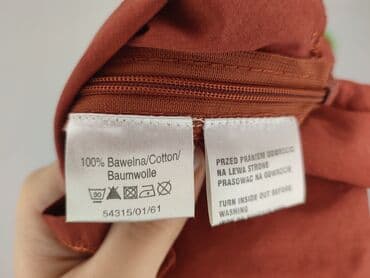 100% Bawełna/Cotton/
Baumwolle
30
54315/01/61
PRZED PRANIEM ODWRÓCIĆ
NA LEWĄ STRONĘ
PRASOWAĆ NA ODWROCIE
TURN INSIDE OUT BEFORE
WASHING